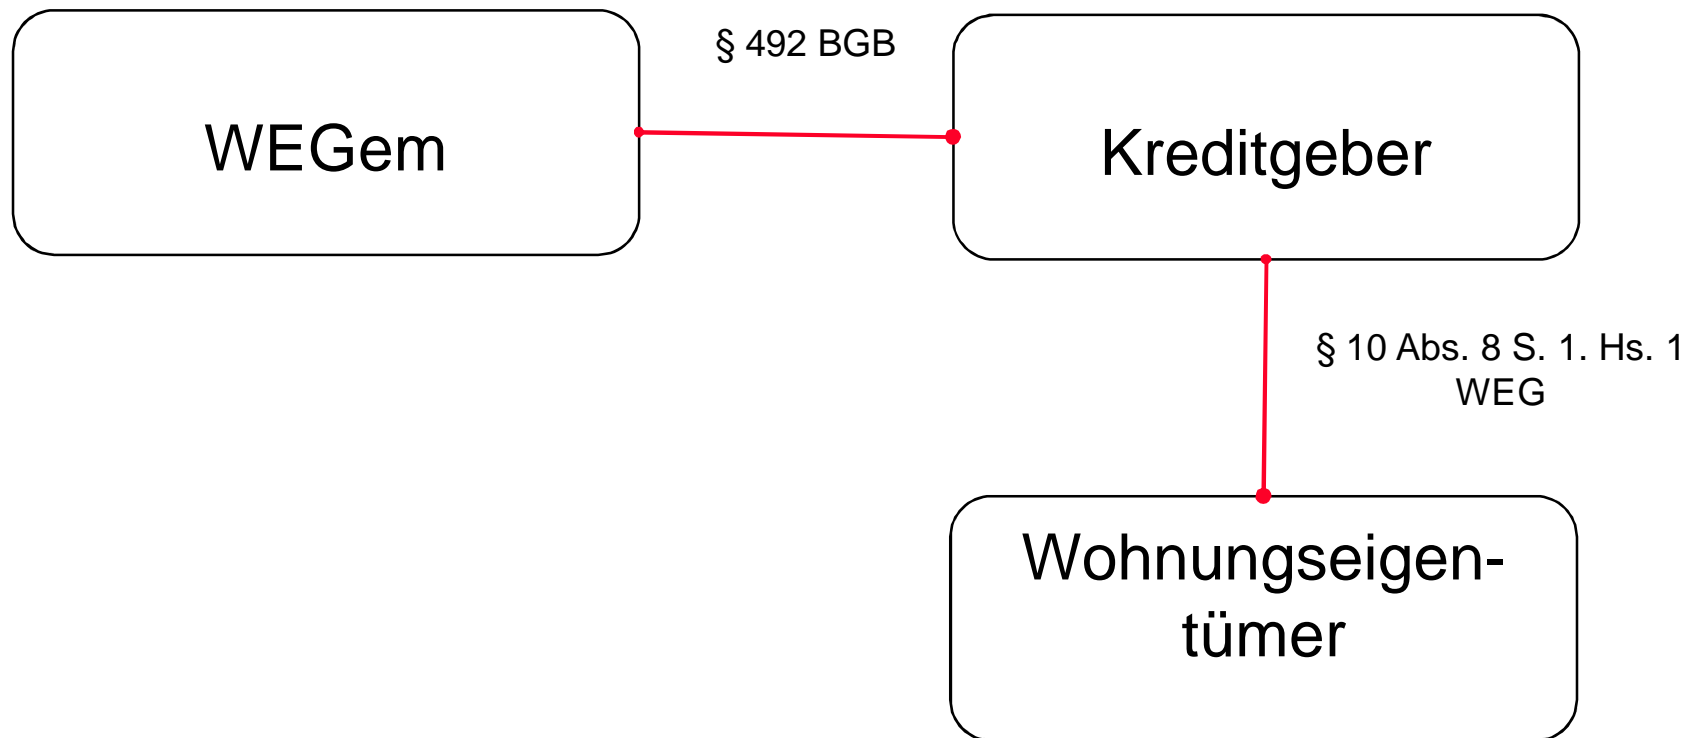 § 492 BGB
WEGem
Kreditgeber
§ 10 Abs. 8 S. 1. Hs. 1
WEG
Wohnungseigen-
tümer